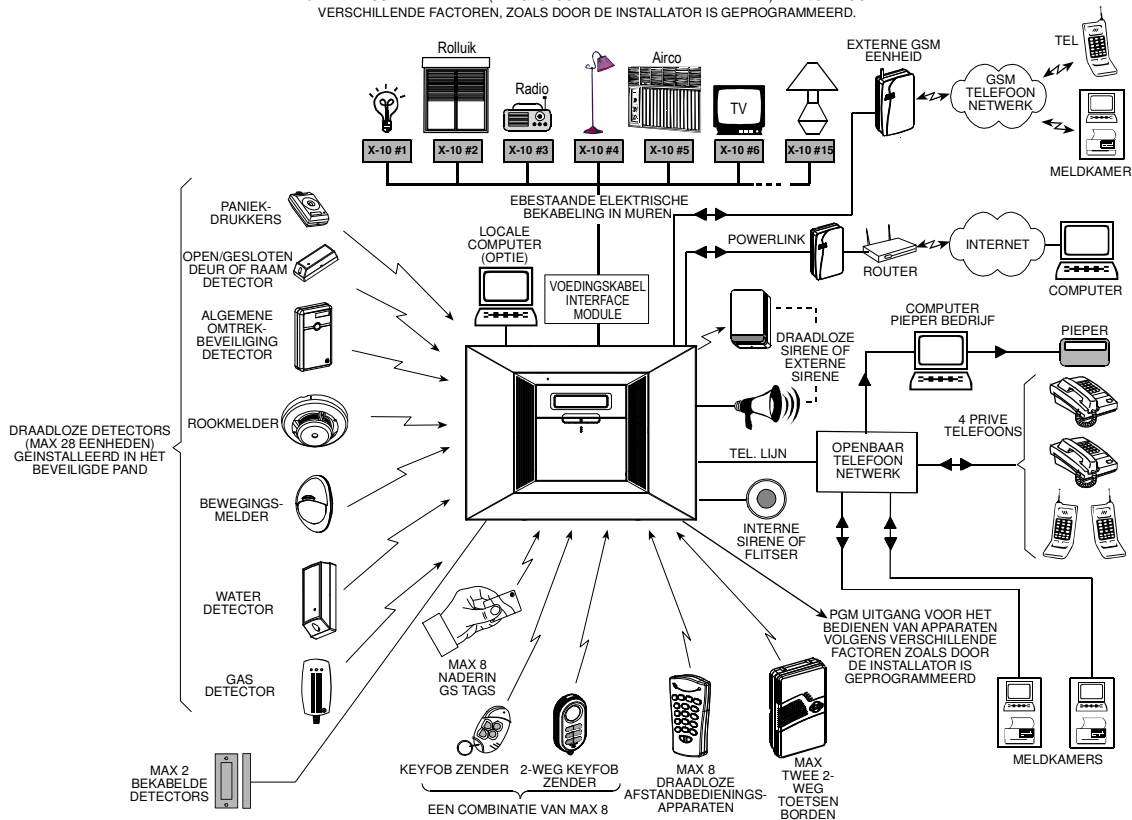 VERSCHILLENDE FACTOREN, ZOALS DOOR DE INSTALLATOR IS GEPROGRAMMEERD.
Rolluik
Radio
Airco
TV
X-10 #1
X-10 #2
X-10 #3
X-10 #4
X-10 #5
X-10 #6
X-10 #15
EXTERNE GSM
EENHEID
TEL
GSM
TELEFOON
NETWERK
MELDKAMER
EBESTAANDE ELEKTRISCHE
BEKABELING IN MUREN
LOCALE
COMPUTER
(OPTIE)
VOEDINGSKABEL
INTERFACE
MODULE
POWERLINK
ROUTER
INTERNET
COMPUTER
PANIEK-
DRUKKERS
OPEN/GESLOTEN
DEUR OF RAAM
DETECTOR
ALGEMENE
OMTREK-
BEVEILIGING
DETECTOR
ROOKMELDER
DRAADLOZE DETECTORS
(MAX 28 EENHEDEN)
GEINSTALLEERD IN HET
BEVEILIGDE PAND
BEWEGINGS-
MELDER
WATER
DETECTOR
GAS
DETECTOR
MAX 2
BEKABELDE
DETECTORS
DRAADLOZE
SIRENE OF
EXTERNE
SIRENE
COMPUTER
PIEPER BEDRIJF
PIEPER
4 PRIVE
TELEFOONS
TEL. LIJN
OPENBAAR
TELEFOON
NETWERK
INTERNE
SIRENE OF
FLITSER
MAX 8
NADERIN
GS TAGS
KEYFOB ZENDER
2-WEG KEYFOB
ZENDER
EEN COMBINATIE VAN MAX 8
MAX 8
DRAADLOZE
AFSTANDBEDIENINGS-
APPARATEN
MAX
TWEE 2-
WEG
TOETSEN
BORDEN
PGM UITGANG VOOR HET
BEDIENEN VAN APPARATEN
VOLGENS VERSCHILLENDE
FACTOREN ZOALS DOOR
DE INSTALLATOR IS
GEPROGRAMMEERD
MELDKAMERS